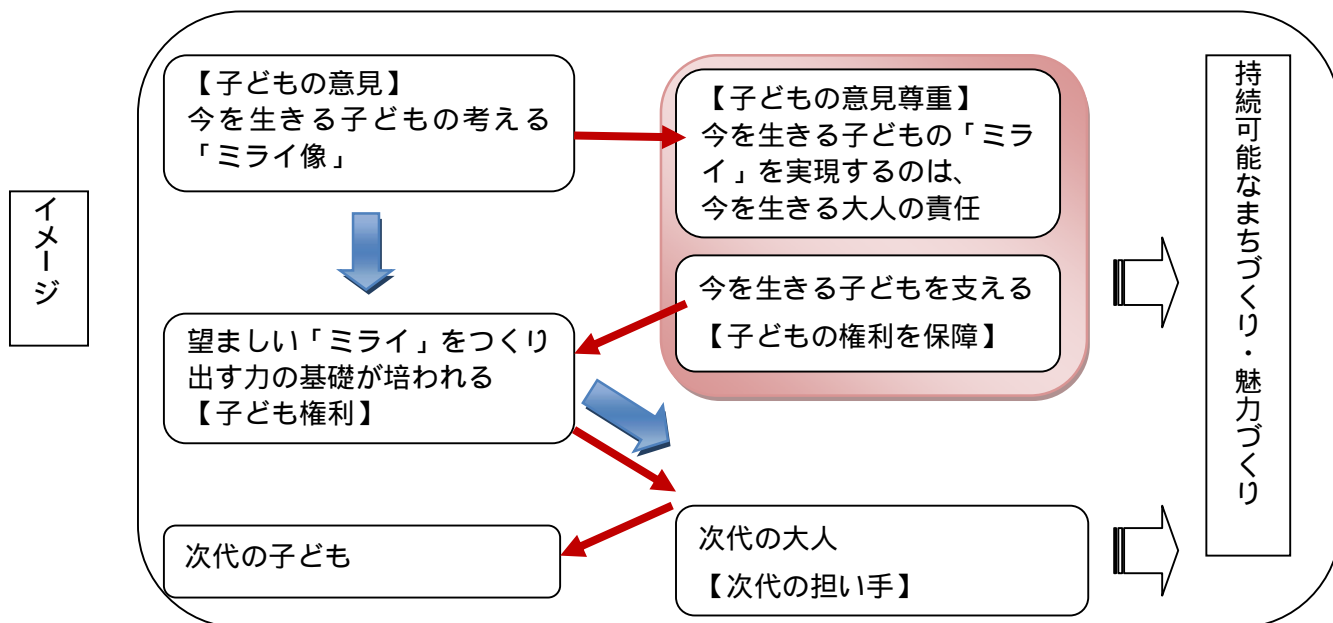 イメージ
【子どもの意見】
今を生きる子どもの考える
「ミライ像」
【子どもの意見尊重】
今を生きる子どもの「ミラ
イ」を実現するのは、
今を生きる大人の責任
今を生きる子どもを支える
【子どもの権利を保障】
望ましい「ミライ」をつくり
出す力の基礎が培われる
【子ども権利】
次代の子ども
次代の大人
【次代の担い手】
持続可能なまちづくり・魅力づくり